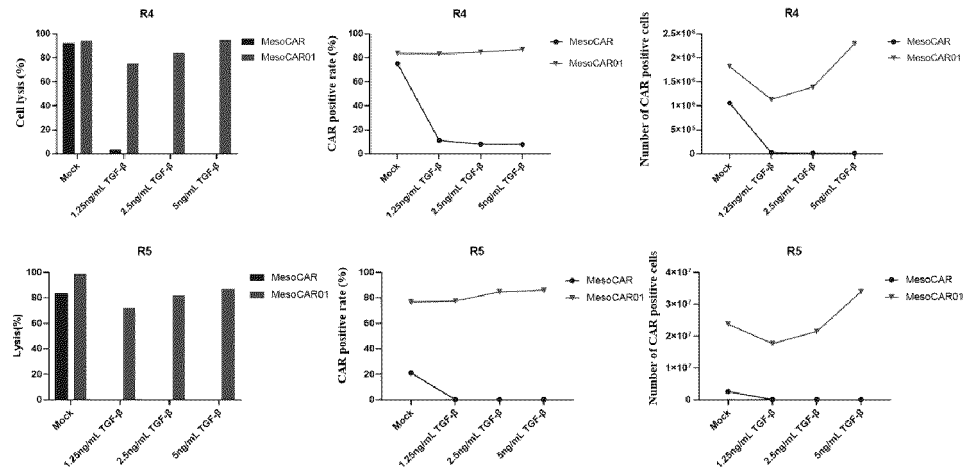 R4
Cell lysis (%)
100
80
60
40
20
0
Mock
1.25ng/mL TGF-β
2.5ng/mL TGF-β
5ng/mL TGF-β
MesoCAR
MesoCAR01
R4
CAR positive rate (%)
100
80
60
40
20
0
Mock
1.25ng/mL TGF-β
2.5ng/mL TGF-β
5ng/mL TGF-β
MesoCAR
MesoCAR01
R4
Number of CAR positive cells
2.5×10⁶
2×10⁶
1.5×10⁶
1×10⁶
5×10⁵
0
Mock
1.25ng/mL TGF-β
2.5ng/mL TGF-β
5ng/mL TGF-β
MesoCAR
MesoCAR01
R5
Lysis(%)
100
80
60
40
20
0
Mock
1.25ng/mL TGF-β
2.5ng/mL TGF-β
5ng/mL TGF-β
MesoCAR
MesoCAR01
R5
CAR positive rate (%)
100
80
60
40
20
0
Mock
1.25ng/mL TGF-β
2.5ng/mL TGF-β
5ng/mL TGF-β
MesoCAR
MesoCAR01
R5
Number of CAR positive cells
4×10⁷
3×10⁷
2×10⁷
1×10⁷
0
Mock
1.25ng/mL TGF-β
2.5ng/mL TGF-β
5ng/mL TGF-β
MesoCAR
MesoCAR01